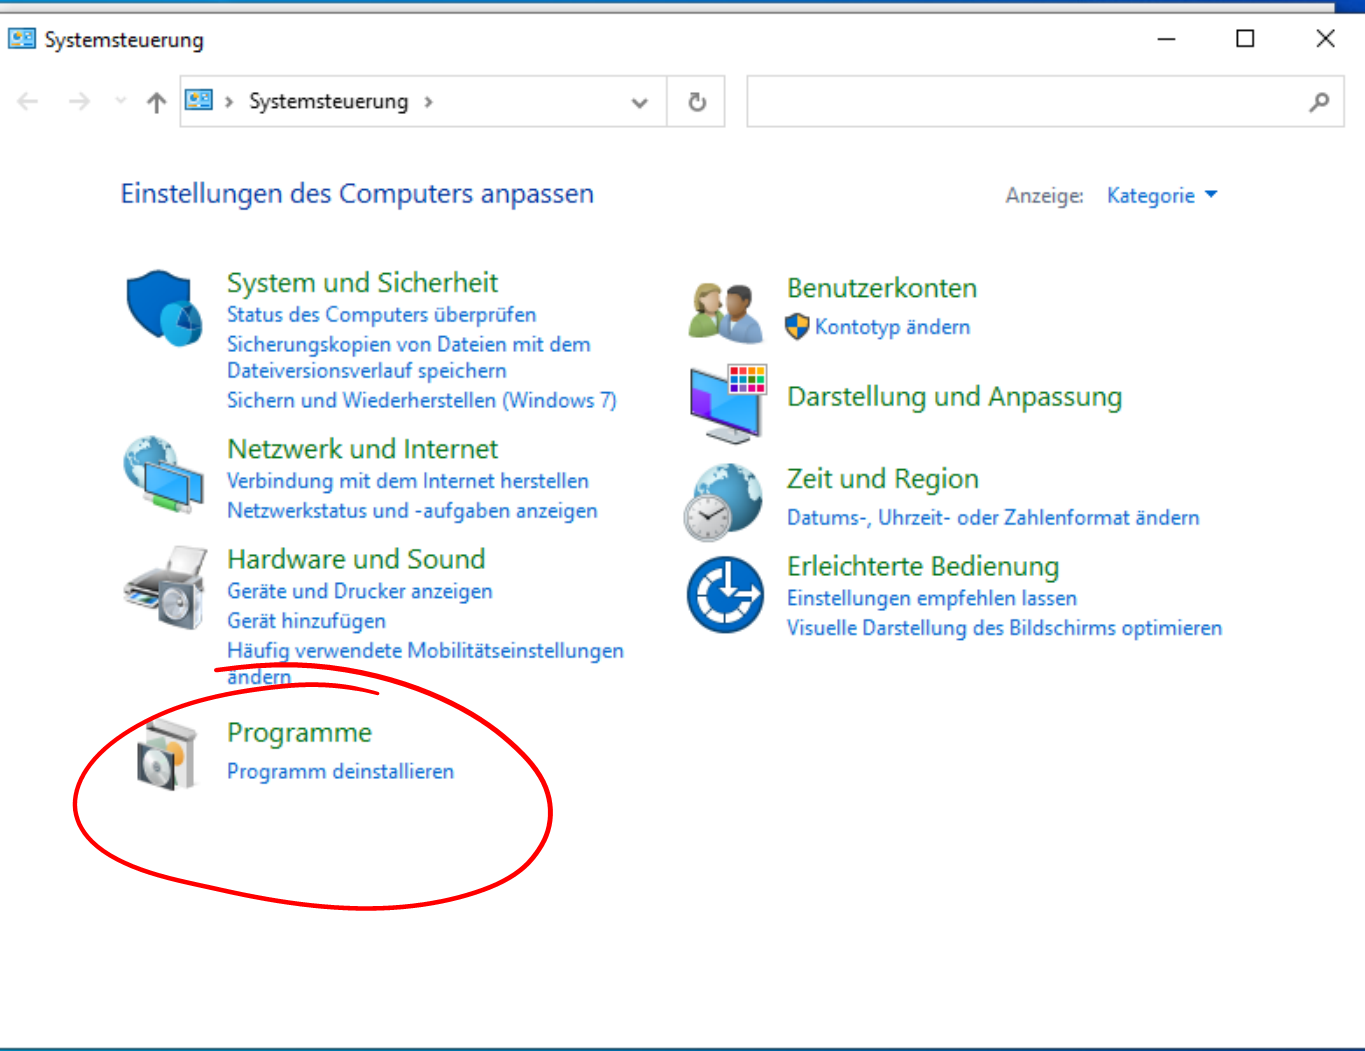 Systemsteuerung
Systemsteuerung
Einstellungen des Computers anpassen
Anzeige: Kategorie
System und Sicherheit
Status des Computers überprüfen
Sicherungskopien von Dateien mit dem
Dateiversionsverlauf speichern
Sichern und Wiederherstellen (Windows 7)
Netzwerk und Internet
Verbindung mit dem Internet herstellen
Netzwerkstatus und -aufgaben anzeigen
Hardware und Sound
Geräte und Drucker anzeigen
Gerät hinzufügen
Häufig verwendete Mobilitätseinstellungen
ändern
Programme
Programm deinstallieren
Benutzerkonten
Kontotyp ändern
Darstellung und Anpassung
Zeit und Region
Datums-, Uhrzeit- oder Zahlenformat ändern
Erleichterte Bedienung
Einstellungen empfehlen lassen
Visuelle Darstellung des Bildschirms optimieren